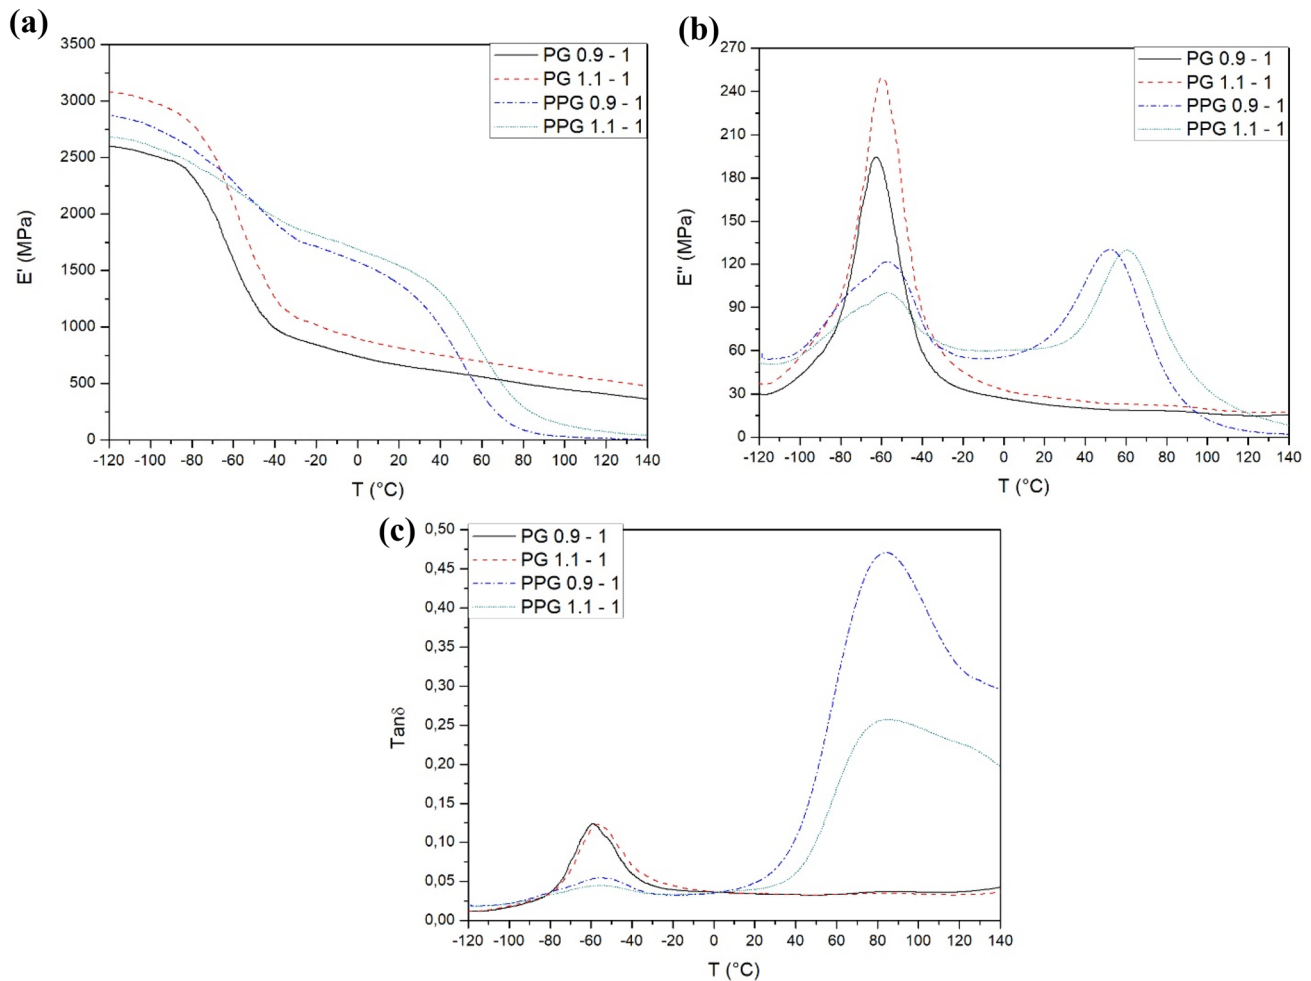 (a)
3500
3000
2500
2000
1500
1000
500
0
E' (MPa)
PG 0.9 - 1
PG 1.1 - 1
PPG 0.9 - 1
PPG 1.1 - 1
-120 -100 -80 -60 -40 -20 0 20 40 60 80 100 120 140
T (°C)
(b)
270
240
210
180
150
120
90
60
30
0
E'' (MPa)
PG 0.9 - 1
PG 1.1 - 1
PPG 0.9 - 1
PPG 1.1 - 1
-120 -100 -80 -60 -40 -20 0 20 40 60 80 100 120 140
T (°C)
(c)
0,50
0,45
0,40
0,35
0,30
0,25
0,20
0,15
0,10
0,05
0,00
Tanδ
PG 0.9 - 1
PG 1.1 - 1
PPG 0.9 - 1
PPG 1.1 - 1
-120 -100 -80 -60 -40 -20 0 20 40 60 80 100 120 140
T (°C)